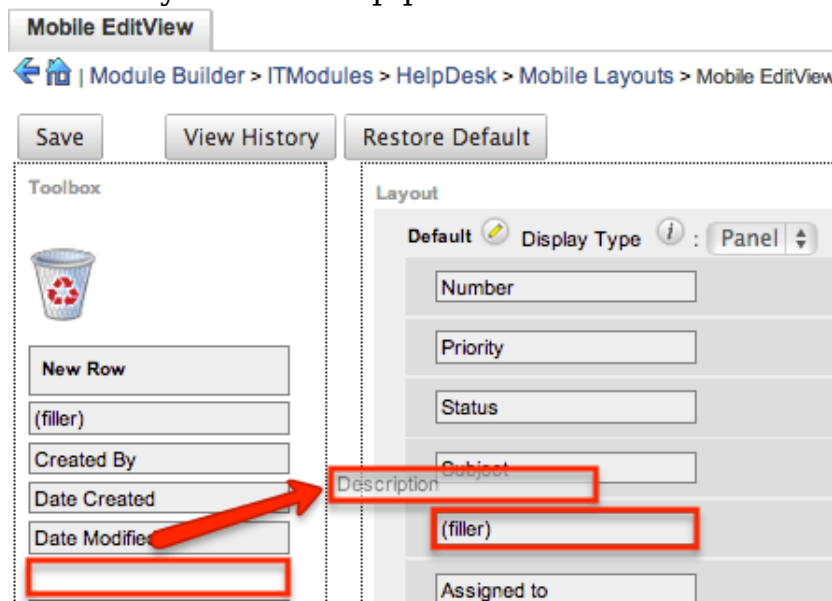 Mobile EditView
| Module Builder > ITModules > HelpDesk > Mobile Layouts > Mobile EditView
Save
View History
Restore Default
Toolbox
New Row
(filler)
Created By
Date Created
Date Modified
Layout
Default Display Type i : Panel
Number
Priority
Status
Subject
Description
(filler)
Assigned to